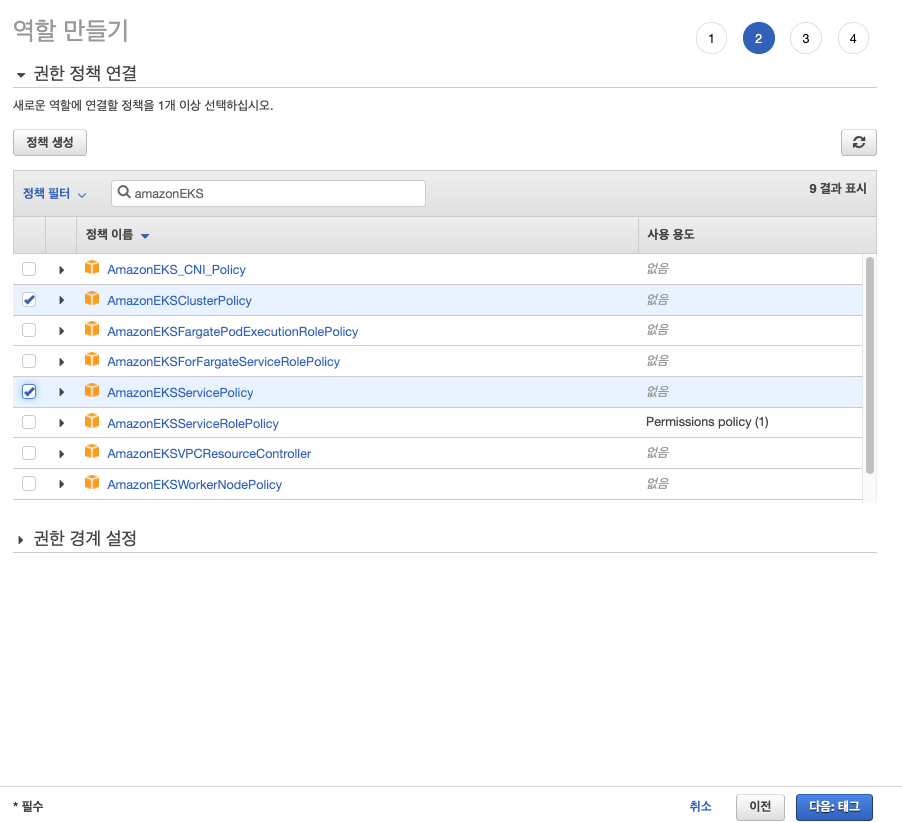 역할 만들기
1 2 3 4
권한 정책 연결
새로운 역할에 연결할 정책을 1개 이상 선택하십시오.
정책 생성
정책 필터 amazonEKS 9 결과 표시
정책 이름 사용 용도
AmazonEKS_CNI_Policy 없음
AmazonEKSClusterPolicy 없음
AmazonEKSFargatePodExecutionRolePolicy 없음
AmazonEKSForFargateServiceRolePolicy 없음
AmazonEKSServicePolicy 없음
AmazonEKSServiceRolePolicy Permissions policy (1)
AmazonEKSVPCResourceController 없음
AmazonEKSWorkerNodePolicy 없음
권한 경계 설정
* 필수 취소 이전 다음: 태그